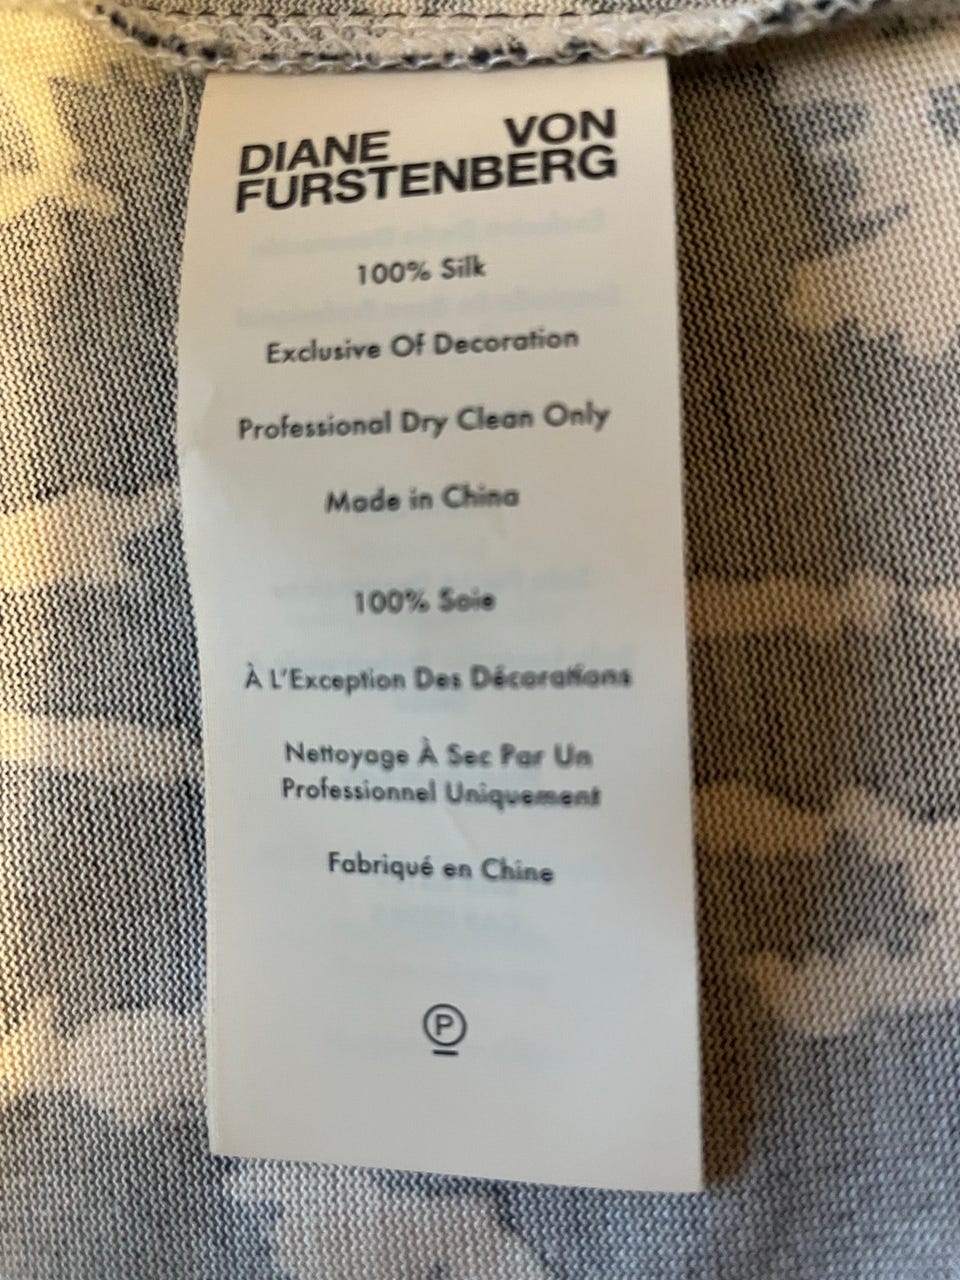 DIANE VON
FURSTENBERG
100% Silk
Exclusive Of Decoration
Professional Dry Clean Only
Made in China
100% Soie
À L'Exception Des Décorations
Nettoyage À Sec Par Un
Professionnel Uniquement
Fabriqué en Chine
P